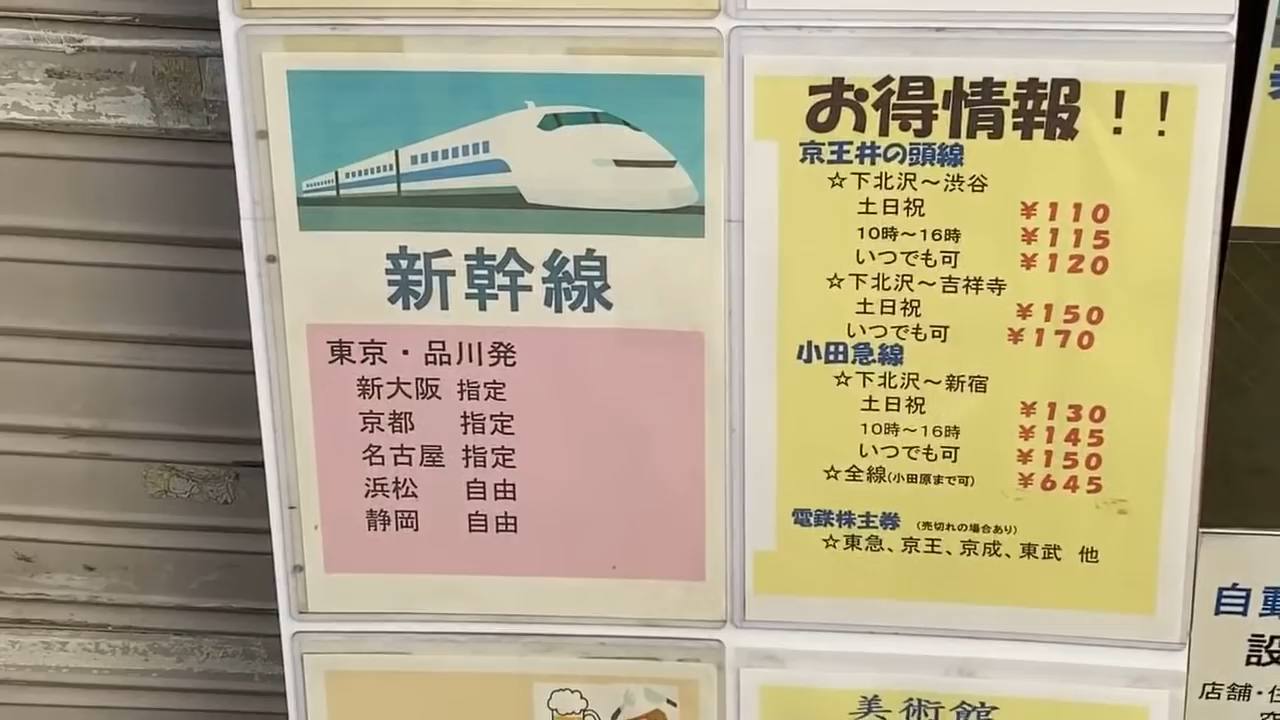 新幹線
東京・品川発
新大阪 指定
京都 指定
名古屋 指定
浜松 自由
静岡 自由
お得情報！！
京王井の頭線
☆下北沢～渋谷
土日祝 ￥110
10時～16時 ￥115
いつでも可 ￥120
☆下北沢～吉祥寺
土日祝 ￥150
いつでも可 ￥170
小田急線
☆下北沢～新宿
土日祝 ￥130
10時～16時 ￥145
いつでも可 ￥150
☆全線(小田原まで可) ￥645
電鉄株主券 (売切れの場合あり)
☆東急、京王、京成、東武 他
美術館
自
設
店舗・住